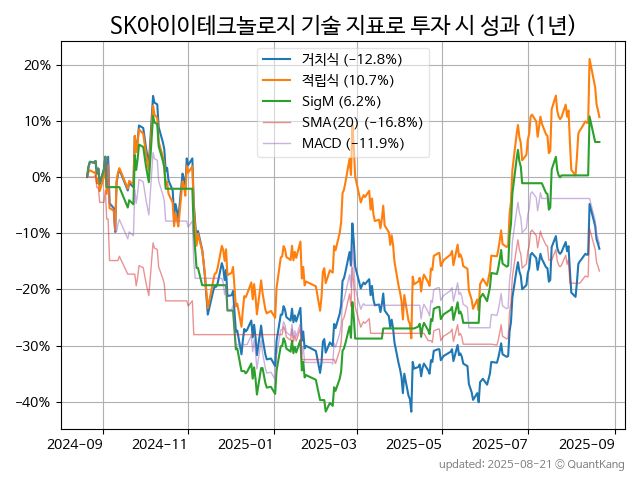 SK아이이테크놀로지 기술 지표로 투자 시 성과 (1년)
거치식 (−12.8%)
적립식 (10.7%)
SigM (6.2%)
SMA(20) (−16.8%)
MACD (−11.9%)
20%
10%
0%
−10%
−20%
−30%
−40%
2024-09 2024-11 2025-01 2025-03 2025-05 2025-07 2025-09
updated: 2025-08-21 © QuantKang